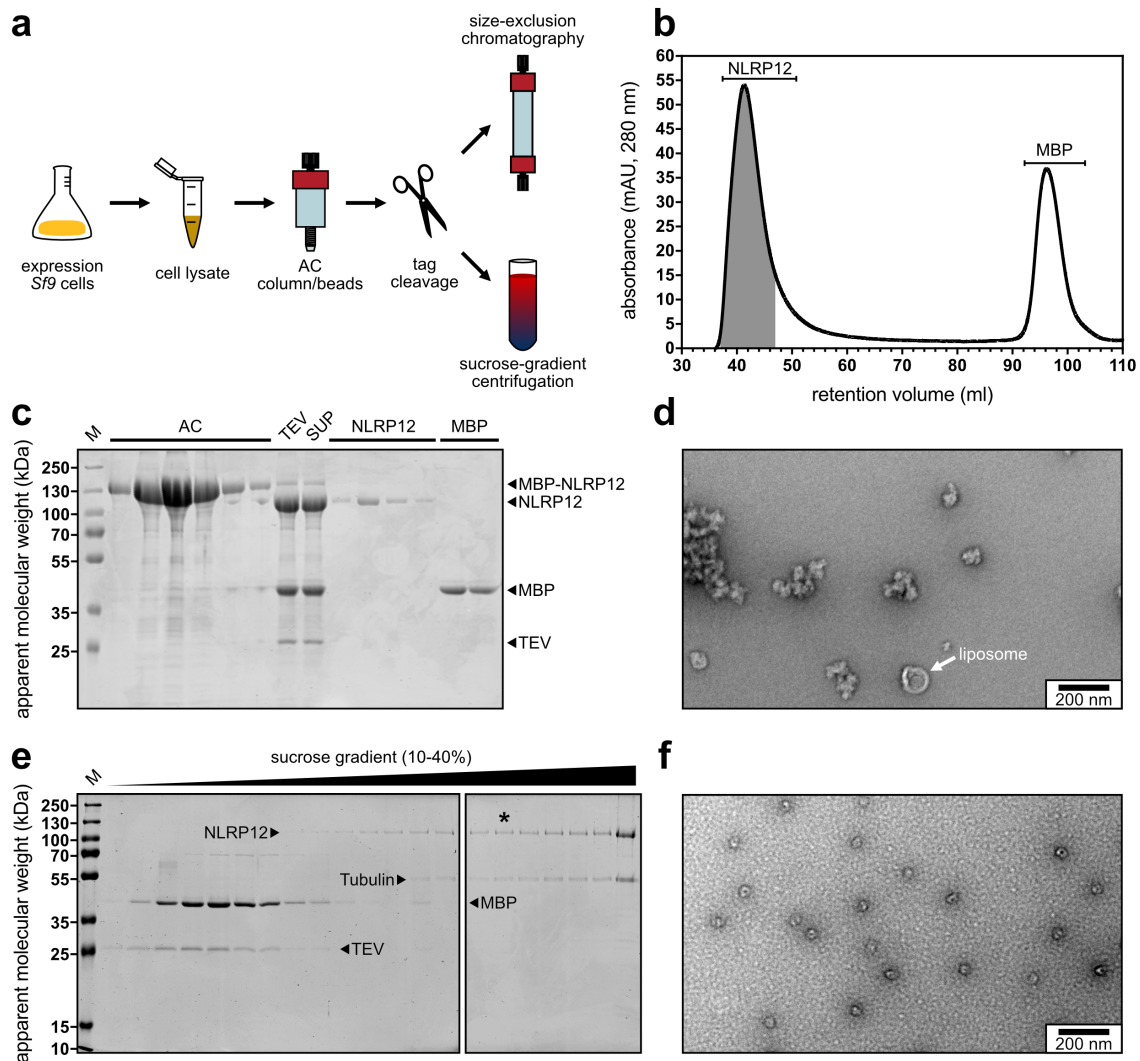 a
size-exclusion
chromatography
expression
Sf9 cells
cell lysate
AC
column/beads
tag
cleavage
sucrose-gradient
centrifugation
b
absorbance (mAU, 280 nm)
60
55
50
45
40
35
30
25
20
15
10
5
0
NLRP12
MBP
30 40 50 60 70 80 90 100 110
retention volume (ml)
c
apparent molecular weight (kDa)
M AC TEV SUP NLRP12 MBP
250
130
100
70
55
35
25
MBP-NLRP12
NLRP12
MBP
TEV
d
liposome
200 nm
e
sucrose gradient (10-40%)
apparent molecular weight (kDa)
M
250
130
100
70
55
35
25
15
10
NLRP12
*
Tubulin
MBP
TEV
f
200 nm